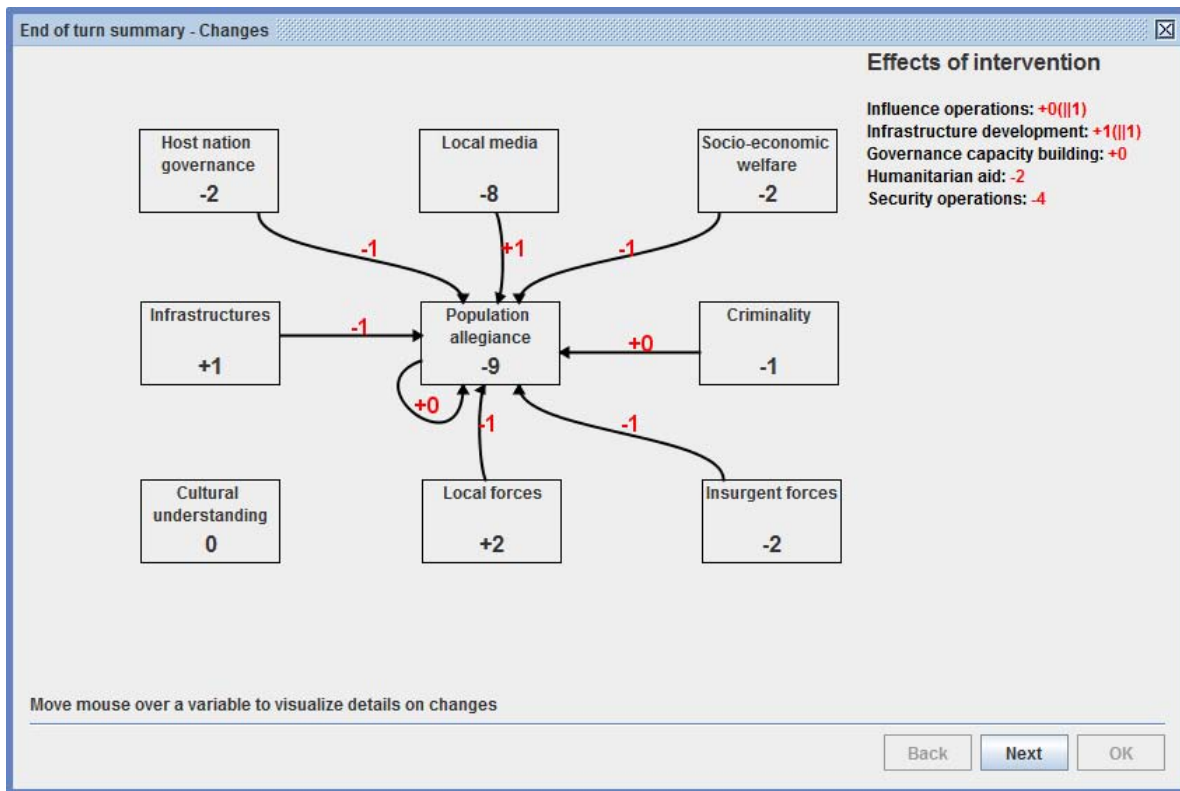 End of turn summary - Changes
Effects of intervention
Influence operations: +0(||1)
Infrastructure development: +1(||1)
Governance capacity building: +0
Humanitarian aid: -2
Security operations: -4
Host nation
governance
-2
Local media
-8
Socio-economic
welfare
-2
-1
+1
-1
Infrastructures
+1
-1
Population
allegiance
-9
+0
Criminality
-1
+0
-1
-1
Cultural
understanding
0
Local forces
+2
Insurgent forces
-2
Move mouse over a variable to visualize details on changes
Back
Next
OK